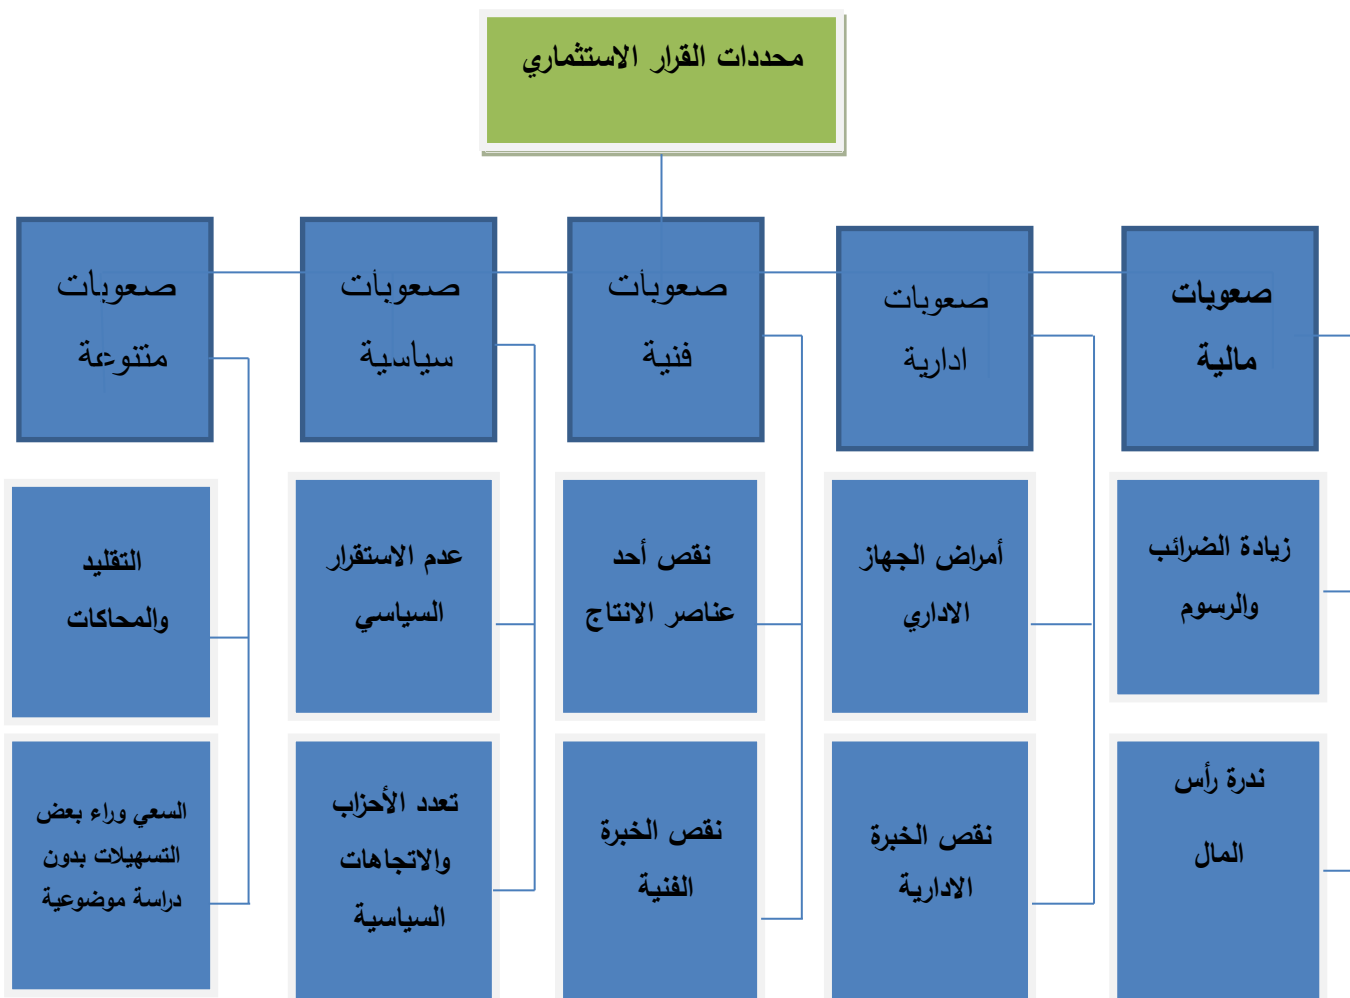 محددات القرار الاستثماري
صعوبات
مالية
صعوبات
ادارية
صعوبات
فنية
صعوبات
سياسية
صعوبات
متنوعة
زيادة الضرائب
والرسوم
أمراض الجهاز
الاداري
نقص أحد
عناصر الانتاج
عدم الاستقرار
السياسي
التقليد
والمحاكات
ندرة رأس
المال
نقص الخبرة
الادارية
نقص الخبرة
الفنية
تعدد الأحزاب
والاتجاهات
السياسية
السعي وراء بعض
التسهيلات بدون
دراسة موضوعية